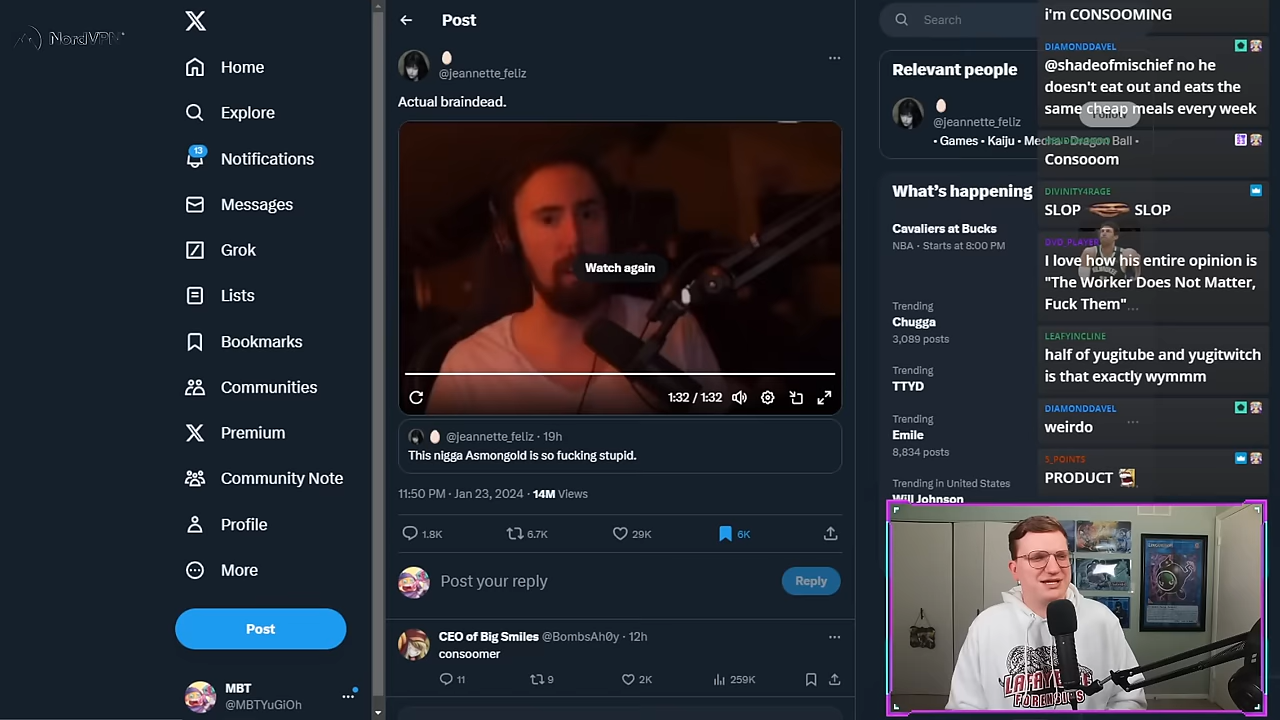 NordVPN
Home
Explore
13
Notifications
Messages
Grok
Lists
Bookmarks
Communities
Premium
Community Note
Profile
More
Post
MBT
@MBTYuGiOh
Post
@jeannette_feliz
Actual braindead.
Watch again
1:32 / 1:32
@jeannette_feliz · 19h
This nigga Asmongold is so fucking stupid.
11:50 PM · Jan 23, 2024 · 14M Views
1.8K
6.7K
29K
6K
Post your reply
Reply
CEO of Big Smiles @BombsAh0y · 12h
consoomer
11
9
2K
259K
Search
Relevant people
@jeannette_feliz
• Games • Kaiju • Mecha • Dragon Ball •
What's happening
Cavaliers at Bucks
NBA · Starts at 8:00 PM
Trending
Chugga
3,089 posts
Trending
TTYD
Trending
Emile
8,834 posts
Trending in United States
Will Johnson
i'm CONSOOMING
DIAMONDDAVEL
@shadeofmischief no he
doesn't eat out and eats the
same cheap meals every week
Consooom
DIVINITY4RAGE
SLOP SLOP
DVD_PLAYER
I love how his entire opinion is
"The Worker Does Not Matter,
Fuck Them"
LEAFYINCLINE
half of yugitube and yugitwitch
is that exactly wymmm
DIAMONDDAVEL
weirdo
5_POINTS
PRODUCT
LAFAYETTE
FORENSICS